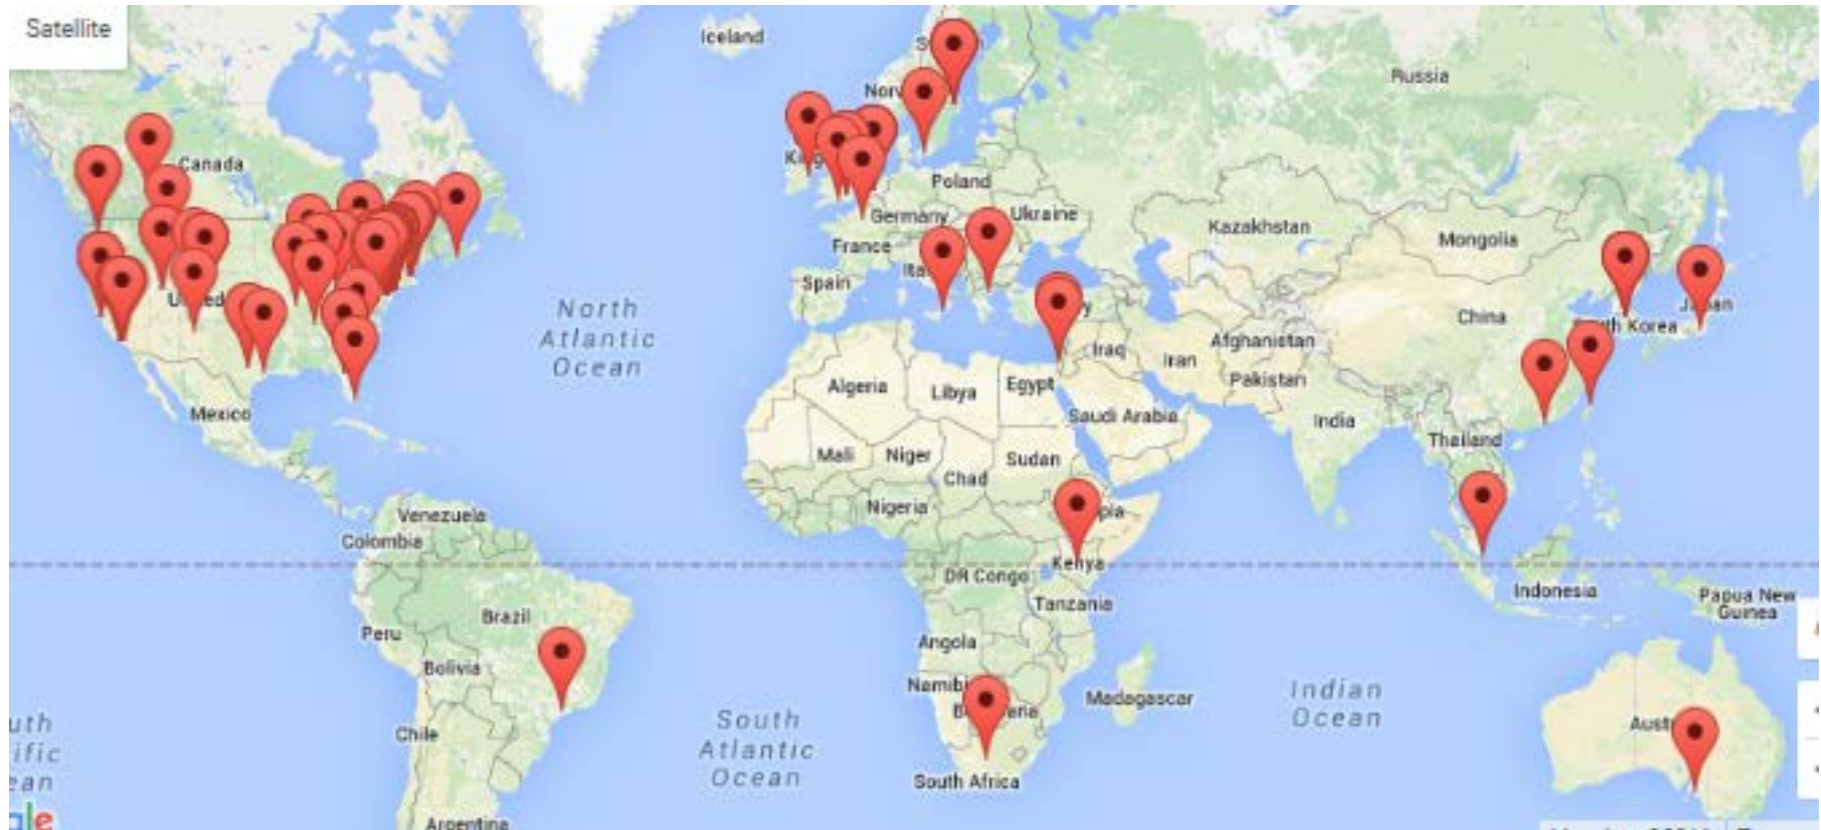 Satellite
Iceland
Russia
Canada
Poland
Germany
Ukraine
France
Kazakhstan
Mongolia
Spain
North
Atlantic
Ocean
China
South Korea
Afghanistan
Iraq
Iran
Pakistan
Algeria
Libya
Egypt
Saudi Arabia
India
Thailand
Mexico
Mali
Niger
Chad
Sudan
Nigeria
Venezuela
Colombia
DR Congo
Kenya
Tanzania
Indonesia
Papua New
Guinea
Brazil
Peru
Angola
Bolivia
Madagascar
Indian
Ocean
South
Atlantic
Ocean
Chile
South Africa
Argentina